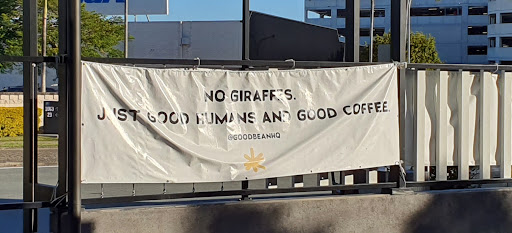 NO GIRAFFES.
JUST GOOD HUMANS AND GOOD COFFEE.
@GOODBEANHQ